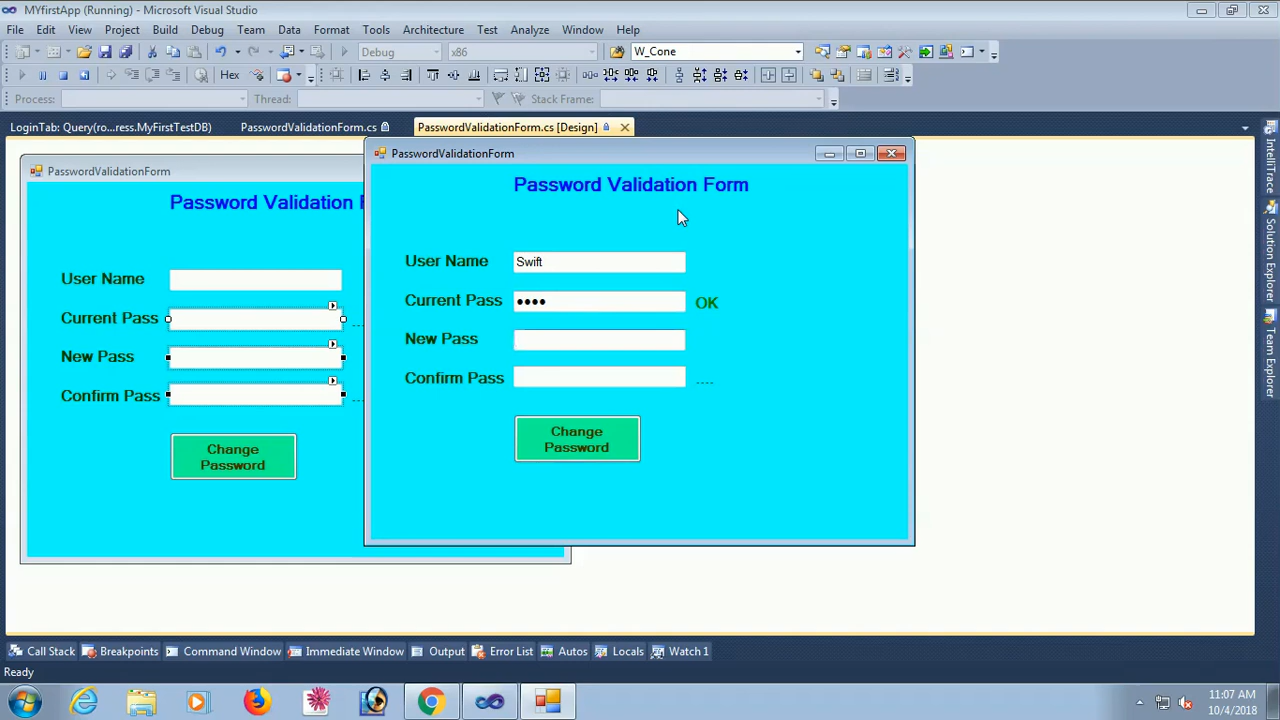 MYfirstApp (Running) - Microsoft Visual Studio
File Edit View Project Build Debug Team Data Format Tools Architecture Test Analyze Window Help
Debug x86 W_Cone
Hex
Process: Thread: Stack Frame:
LoginTab: Query(ro...ress.MyFirstTestDB) PasswordValidationForm.cs PasswordValidationForm.cs [Design]
PasswordValidationForm
Password Validation F
User Name
Current Pass
New Pass
Confirm Pass ---
Change
Password
PasswordValidationForm
Password Validation Form
User Name Swift
Current Pass •••• OK
New Pass
Confirm Pass ----
Change
Password
IntelliTrace
Solution Explorer
Team Explorer
Call Stack Breakpoints Command Window Immediate Window Output Error List Autos Locals Watch 1
Ready
11:07 AM
10/4/2018